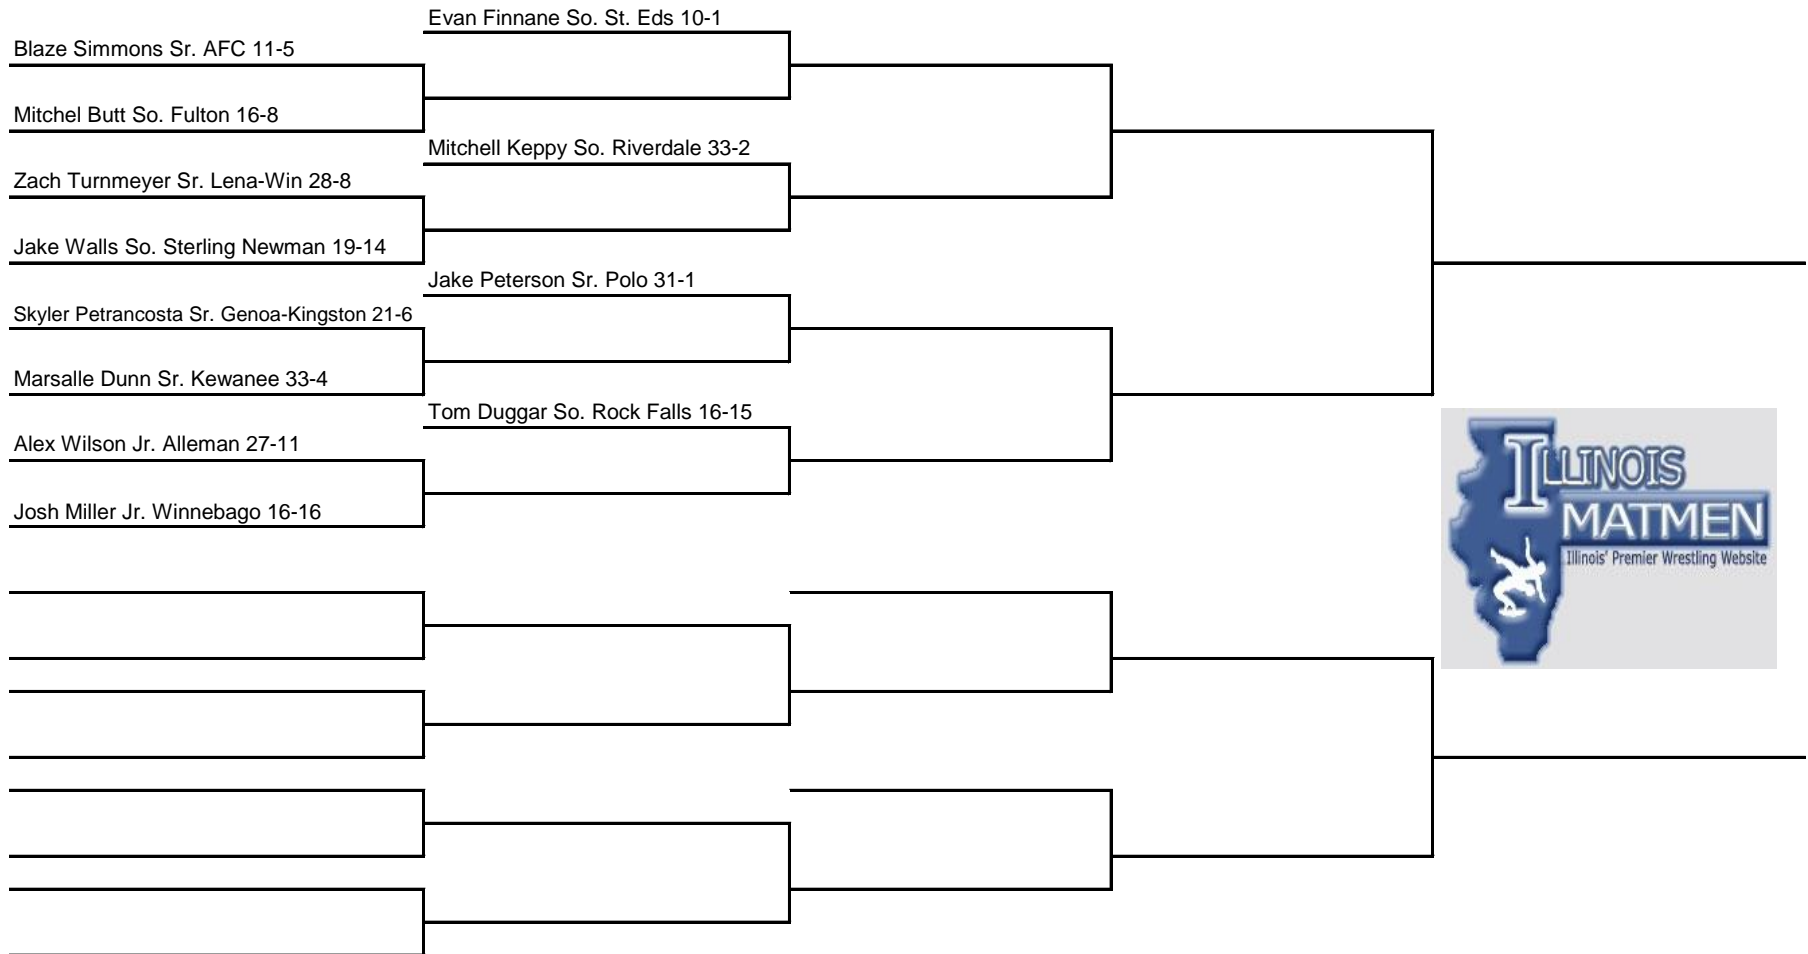 Evan Finnane So. St. Eds 10-1
Blaze Simmons Sr. AFC 11-5
Mitchel Butt So. Fulton 16-8
Mitchell Keppy So. Riverdale 33-2
Zach Turnmeyer Sr. Lena-Win 28-8
Jake Walls So. Sterling Newman 19-14
Jake Peterson Sr. Polo 31-1
Skyler Petrancosta Sr. Genoa-Kingston 21-6
Marsalle Dunn Sr. Kewanee 33-4
Tom Duggar So. Rock Falls 16-15
Alex Wilson Jr. Alleman 27-11
Josh Miller Jr. Winnebago 16-16
ILLINOIS
MATMEN
Illinois' Premier Wrestling Website